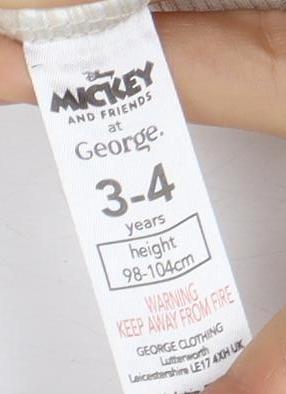 Disney
MICKEY
AND FRIENDS
at
George.
3-4
years
height
98-104cm
WARNING
KEEP AWAY FROM FIRE
GEORGE CLOTHING
Lutterworth
Leicestershire LE17 4XH UK